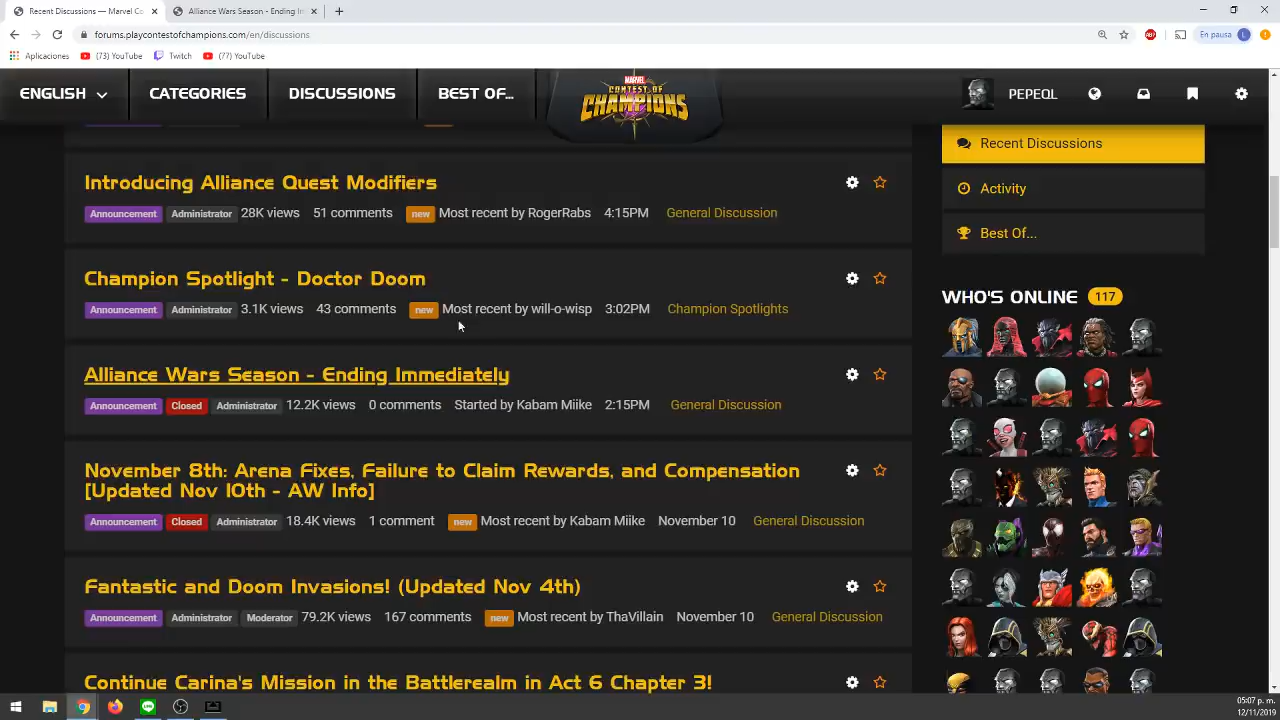 Recent Discussions — Marvel Co
Alliance Wars Season - Ending In
forums.playcontestofchampions.com/en/discussions
ABP
En pausa
L
Aplicaciones
(73) YouTube
Twitch
(77) YouTube
ENGLISH
CATEGORIES
DISCUSSIONS
BEST OF...
MARVEL
CONTEST OF
CHAMPIONS
PEPEQL
Introducing Alliance Quest Modifiers
Announcement Administrator 28K views 51 comments new Most recent by RogerRabs 4:15PM General Discussion
Champion Spotlight - Doctor Doom
Announcement Administrator 3.1K views 43 comments new Most recent by will-o-wisp 3:02PM Champion Spotlights
Alliance Wars Season - Ending Immediately
Announcement Closed Administrator 12.2K views 0 comments Started by Kabam Miike 2:15PM General Discussion
November 8th: Arena Fixes, Failure to Claim Rewards, and Compensation
[Updated Nov 10th - AW Info]
Announcement Closed Administrator 18.4K views 1 comment new Most recent by Kabam Miike November 10 General Discussion
Fantastic and Doom Invasions! (Updated Nov 4th)
Announcement Administrator Moderator 79.2K views 167 comments new Most recent by ThaVillain November 10 General Discussion
Continue Carina's Mission in the Battlerealm in Act 6 Chapter 3!
Recent Discussions
Activity
Best Of...
WHO'S ONLINE 117
05:07 p. m.
12/11/2019